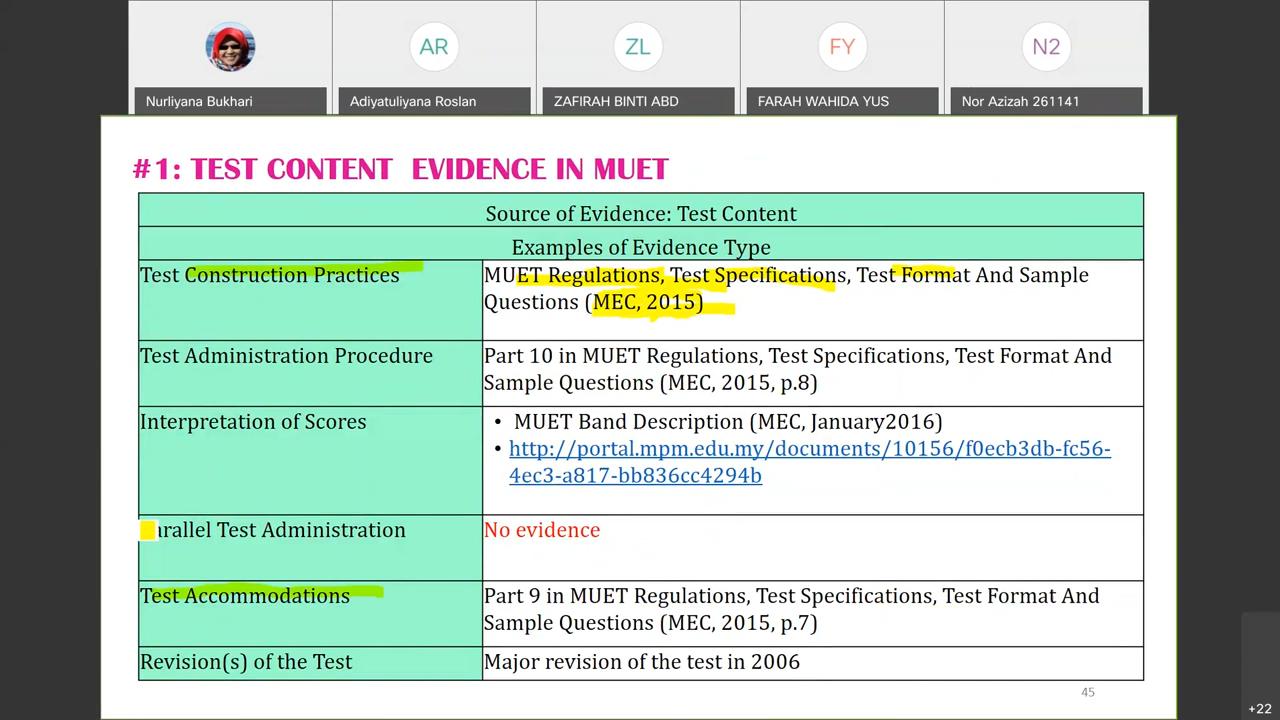 AR
ZL
FY
N2
Nurliyana Bukhari
Adiyatuliyana Roslan
ZAFIRAH BINTI ABD
FARAH WAHIDA YUS
Nor Azizah 261141
#1: TEST CONTENT EVIDENCE IN MUET
Source of Evidence: Test Content
Examples of Evidence Type
Test Construction Practices
MUET Regulations, Test Specifications, Test Format And Sample
Questions (MEC, 2015)
Test Administration Procedure
Part 10 in MUET Regulations, Test Specifications, Test Format And
Sample Questions (MEC, 2015, p.8)
Interpretation of Scores
• MUET Band Description (MEC, January2016)
• http://portal.mpm.edu.my/documents/10156/f0ecb3db-fc56-
4ec3-a817-bb836cc4294b
arallel Test Administration
No evidence
Test Accommodations
Part 9 in MUET Regulations, Test Specifications, Test Format And
Sample Questions (MEC, 2015, p.7)
Revision(s) of the Test
Major revision of the test in 2006
45
+22